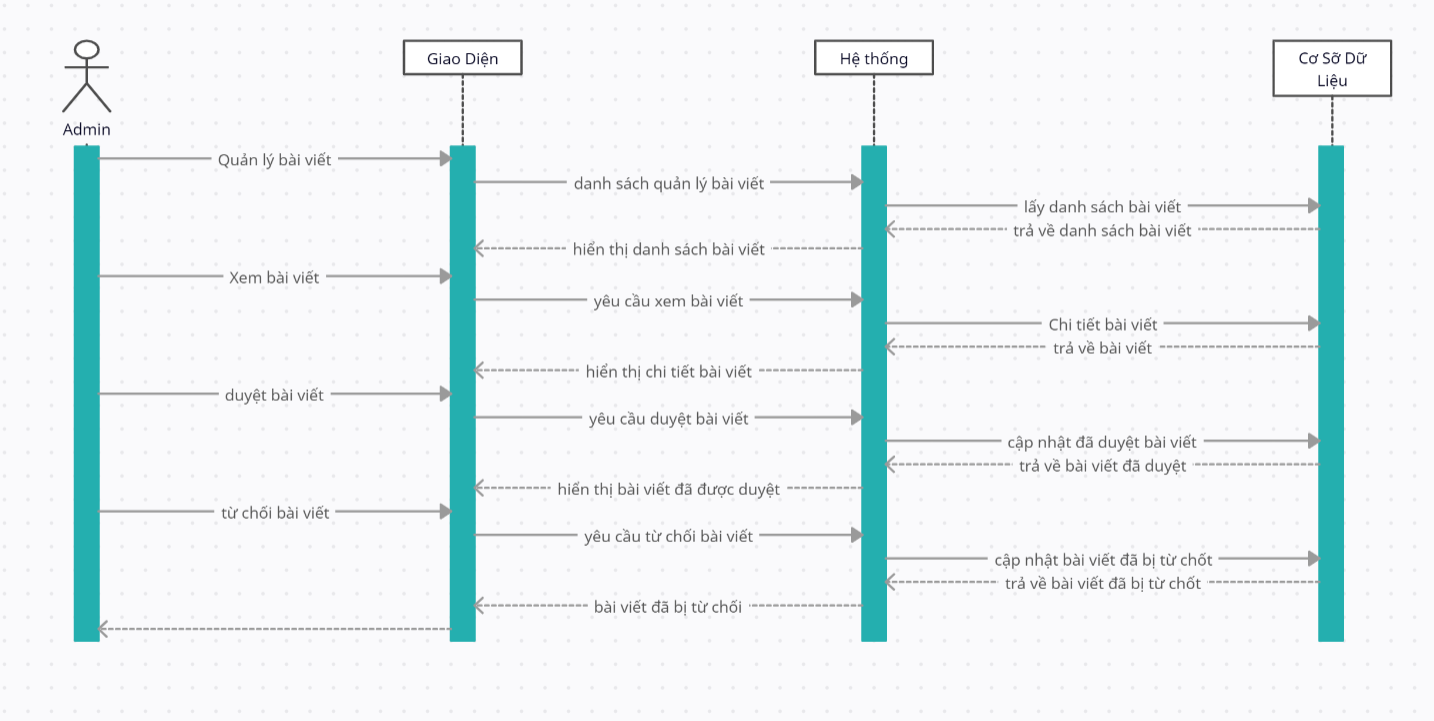 Giao Diện
Hệ thống
Cơ Sỡ Dữ
Liệu
Admin
Quản lý bài viết
danh sách quản lý bài viết
lấy danh sách bài viết
trả về danh sách bài viết
hiển thị danh sách bài viết
Xem bài viết
yêu cầu xem bài viết
Chi tiết bài viết
trả về bài viết
hiển thị chi tiết bài viết
duyệt bài viết
yêu cầu duyệt bài viết
cập nhật đã duyệt bài viết
trả về bài viết đã duyệt
hiển thị bài viết đã được duyệt
từ chối bài viết
yêu cầu từ chối bài viết
cập nhật bài viết đã bị từ chốt
trả về bài viết đã bị từ chốt
bài viết đã bị từ chối